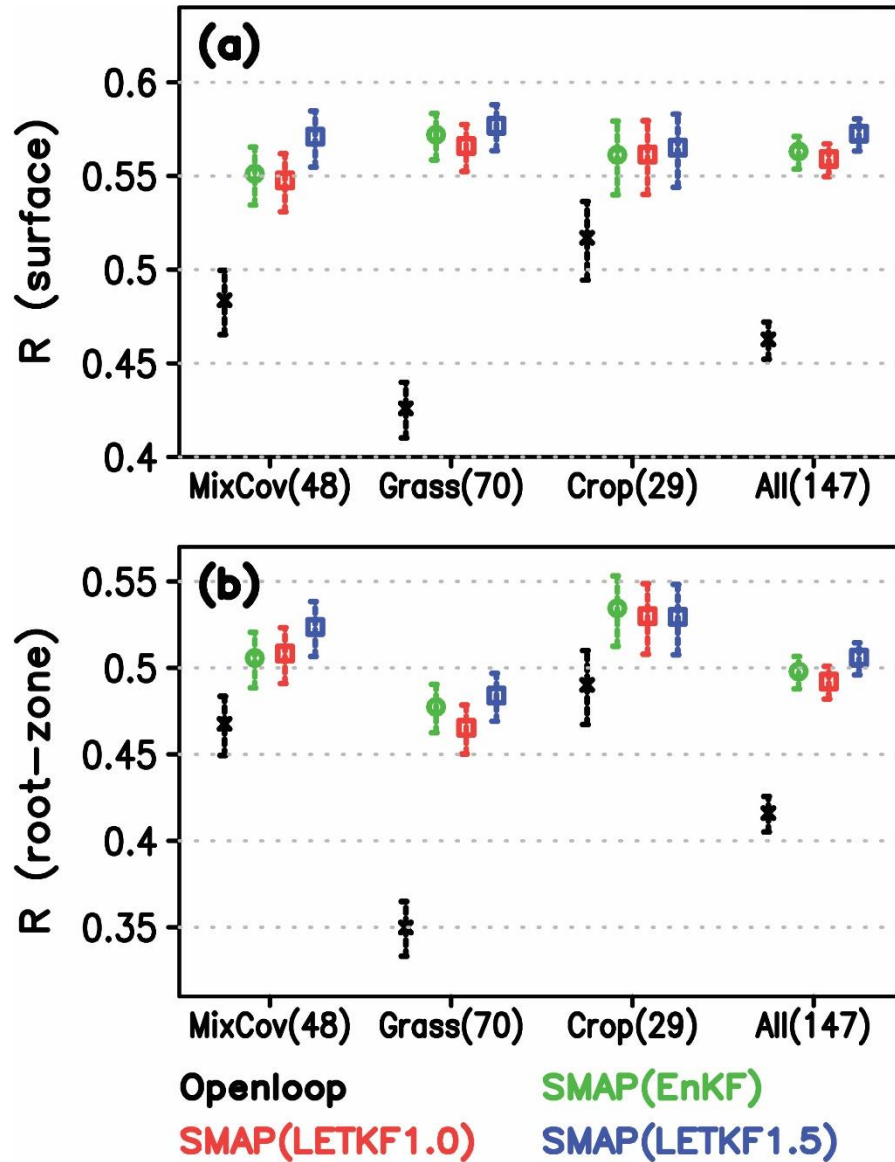 (a)
R (surface)
0.6
0.55
0.5
0.45
0.4
MixCov(48) Grass(70) Crop(29) All(147)
(b)
R (root-zone)
0.55
0.5
0.45
0.4
0.35
MixCov(48) Grass(70) Crop(29) All(147)
Openloop SMAP(EnKF)
SMAP(LETKF1.0) SMAP(LETKF1.5)